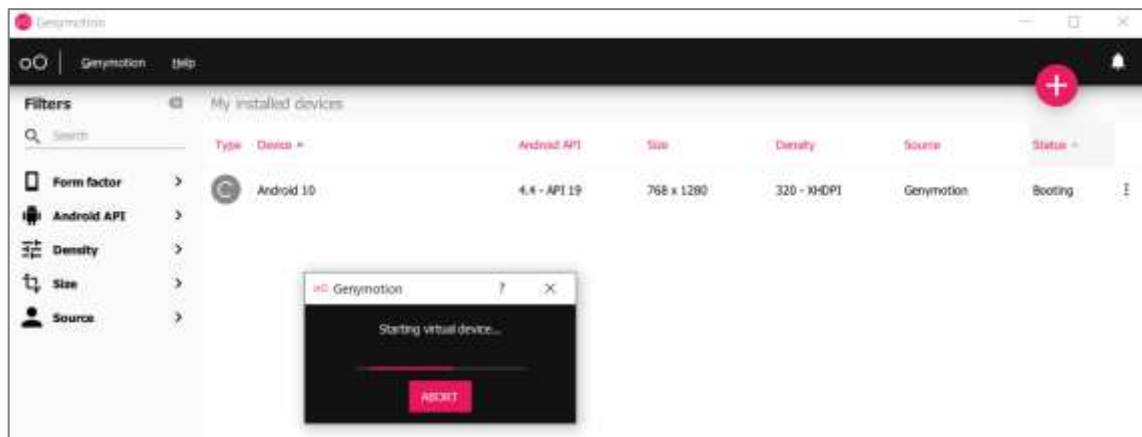 Genymotion
oO Genymotion Help
Filters
My installed devices
Search
Type Device Android API Size Density Source Status
Form factor
Android 10 4.4 - API 19 768 x 1280 320 - XHDPI Genymotion Booting
Android API
Density
Size
Source
Genymotion ?
Starting virtual device...
ABORT